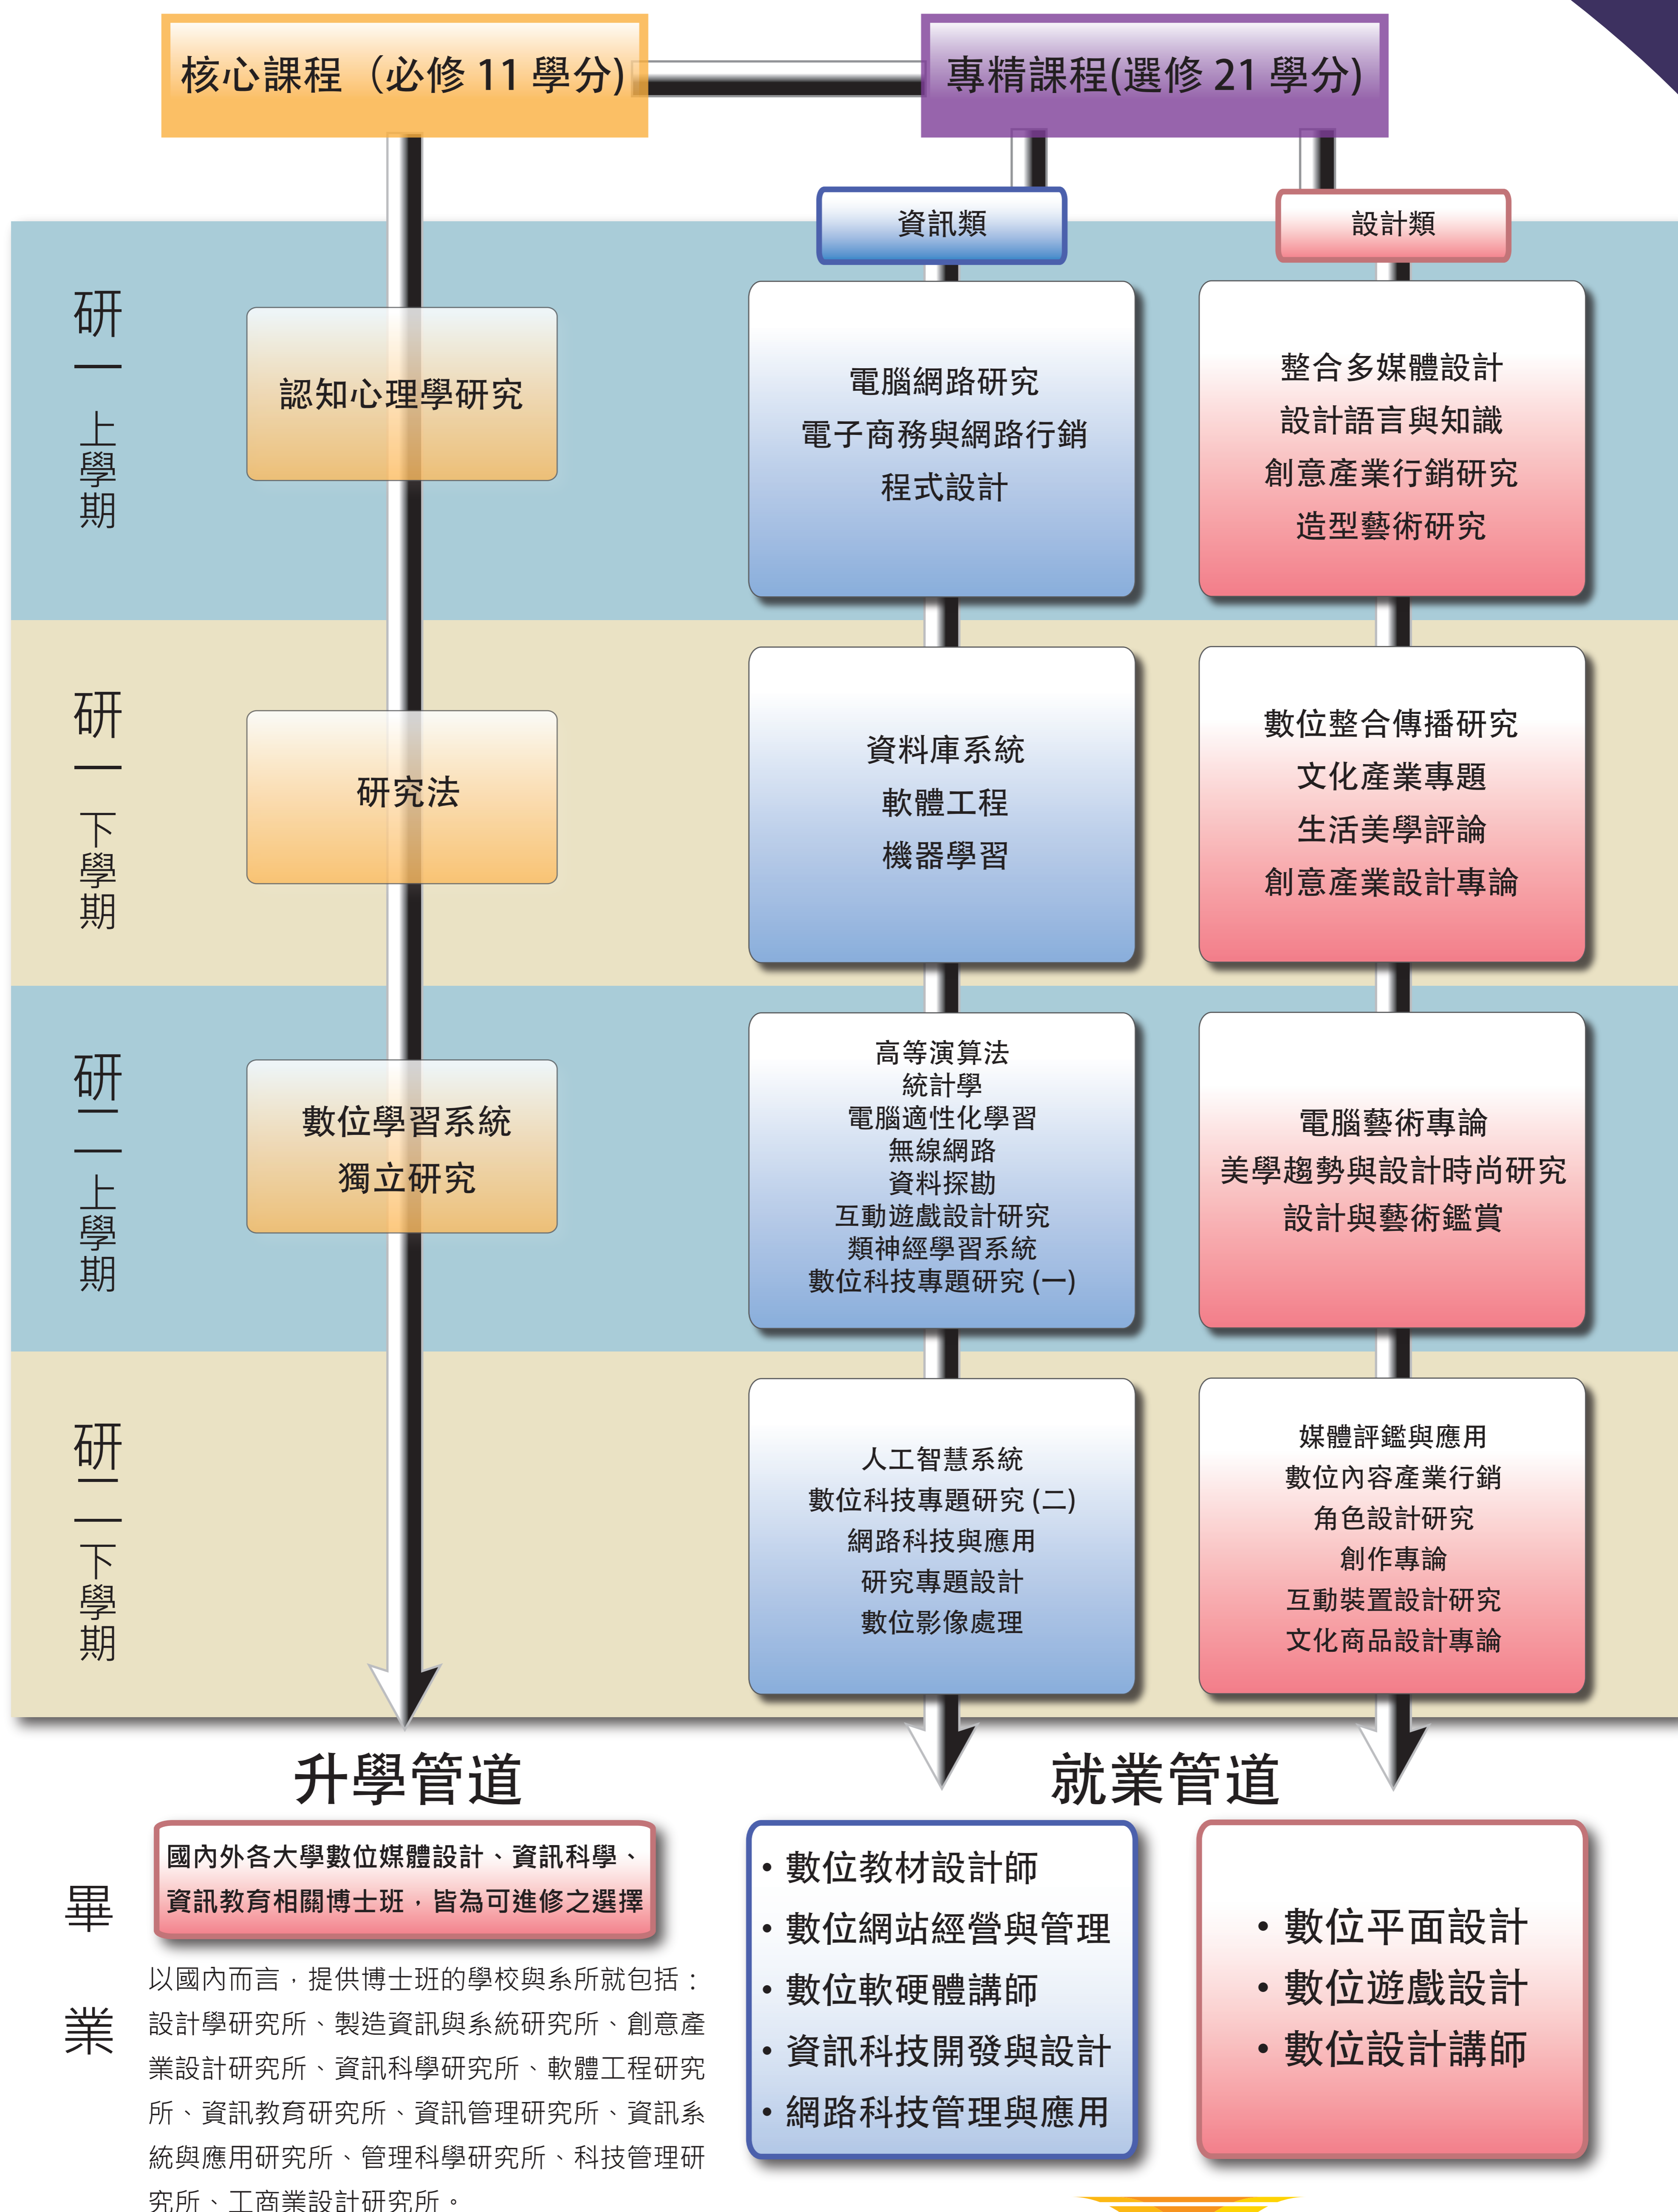 核心課程（必修 11 學分)
專精課程(選修 21 學分)
資訊類
設計類
研一上學期
認知心理學研究
電腦網路研究
電子商務與網路行銷
程式設計
整合多媒體設計
設計語言與知識
創意產業行銷研究
造型藝術研究
研一下學期
研究法
資料庫系統
軟體工程
機器學習
數位整合傳播研究
文化產業專題
生活美學評論
創意產業設計專論
研二上學期
數位學習系統
獨立研究
高等演算法
統計學
電腦適性化學習
無線網路
資料探勘
互動遊戲設計研究
類神經學習系統
數位科技專題研究 (一)
電腦藝術專論
美學趨勢與設計時尚研究
設計與藝術鑑賞
研二下學期
人工智慧系統
數位科技專題研究 (二)
網路科技與應用
研究專題設計
數位影像處理
媒體評鑑與應用
數位內容產業行銷
角色設計研究
創作專論
互動裝置設計研究
文化商品設計專論
升學管道
就業管道
畢業
國內外各大學數位媒體設計、資訊科學、
資訊教育相關博士班，皆為可進修之選擇
以國內而言，提供博士班的學校與系所就包括：
設計學研究所、製造資訊與系統研究所、創意產
業設計研究所、資訊科學研究所、軟體工程研究
所、資訊教育研究所、資訊管理研究所、資訊系
統與應用研究所、管理科學研究所、科技管理研
究所、工商業設計研究所。
・數位教材設計師
・數位網站經營與管理
・數位軟硬體講師
・資訊科技開發與設計
・網路科技管理與應用
・數位平面設計
・數位遊戲設計
・數位設計講師